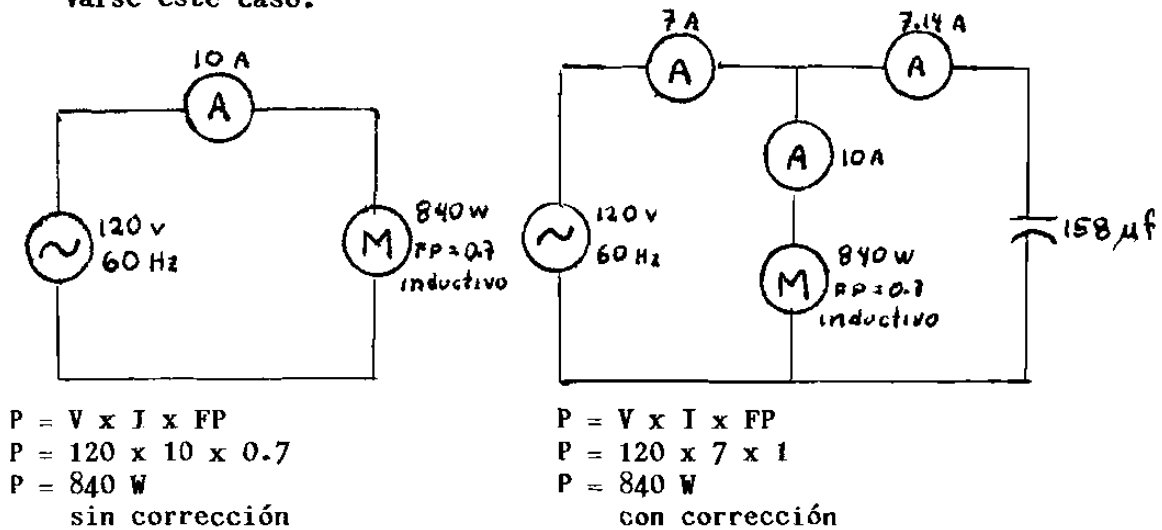 varse este caso.
10 A
A
120 v
60 Hz
M
840 w
FP = 0.7
inductivo
P = V x I x FP
P = 120 x 10 x 0.7
P = 840 W
sin corrección
7 A
A
7.14 A
A
A
10 A
120 v
60 Hz
M
840 w
FP = 0.7
inductivo
158 μf
P = V x I x FP
P = 120 x 7 x 1
P = 840 W
con corrección